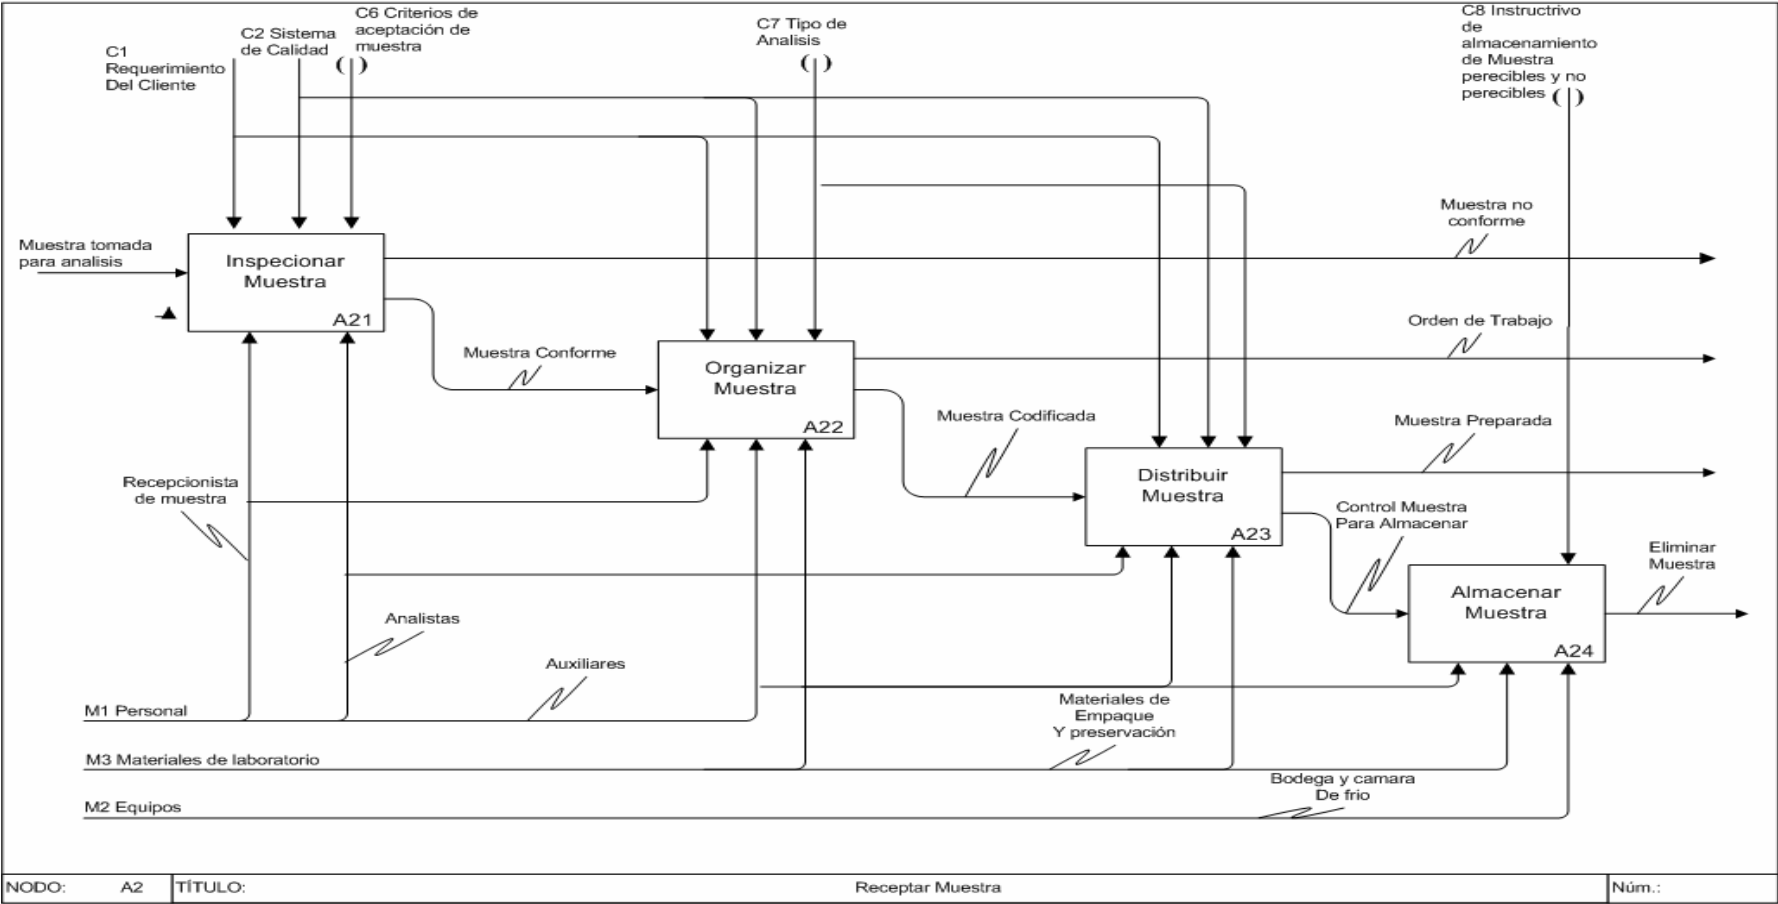 C1
Requerimiento
Del Cliente
C2 Sistema
de Calidad
C6 Criterios de
aceptación de
muestra
( )
C7 Tipo de
Analisis
( )
C8 Instructrivo
de
almacenamiento
de Muestra
perecibles y no
perecibles ( )
Muestra tomada
para analisis
Inspecionar
Muestra
A21
Muestra no
conforme
Muestra Conforme
Organizar
Muestra
A22
Orden de Trabajo
Muestra Codificada
Distribuir
Muestra
A23
Muestra Preparada
Control Muestra
Para Almacenar
Almacenar
Muestra
A24
Eliminar
Muestra
Recepcionista
de muestra
Analistas
Auxiliares
M1 Personal
Materiales de
Empaque
Y preservación
M3 Materiales de laboratorio
Bodega y camara
De frio
M2 Equipos
NODO: A2 TÍTULO: Receptar Muestra Núm.: